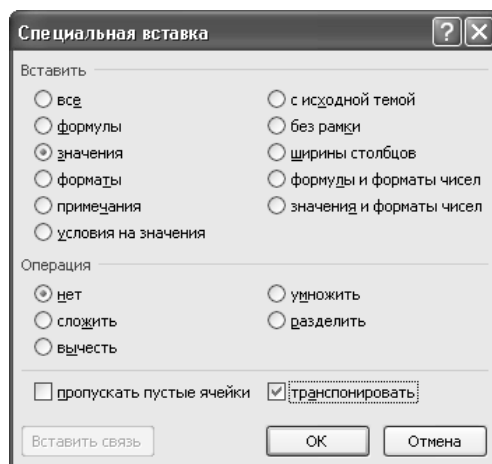 Специальная вставка
Вставить
все
с исходной темой
формулы
без рамки
значения
ширины столбцов
форматы
формулы и форматы чисел
примечания
значения и форматы чисел
условия на значения
Операция
нет
умножить
сложить
разделить
вычесть
пропускать пустые ячейки
транспонировать
Вставить связь
ОК
Отмена